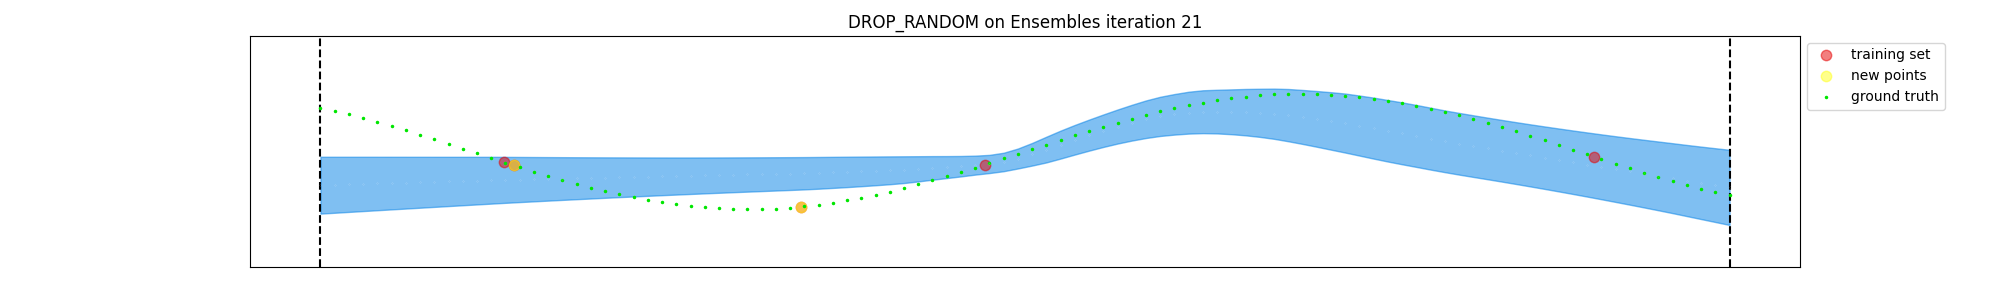 DROP_RANDOM on Ensembles iteration 21
training set
new points
ground truth